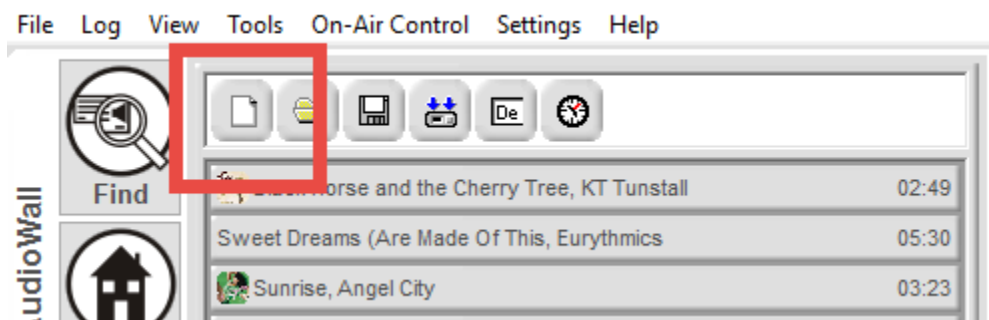 File Log View Tools On-Air Control Settings Help
Find
De
Horse and the Cherry Tree, KT Tunstall 02:49
Sweet Dreams (Are Made Of This, Eurythmics 05:30
Sunrise, Angel City 03:23